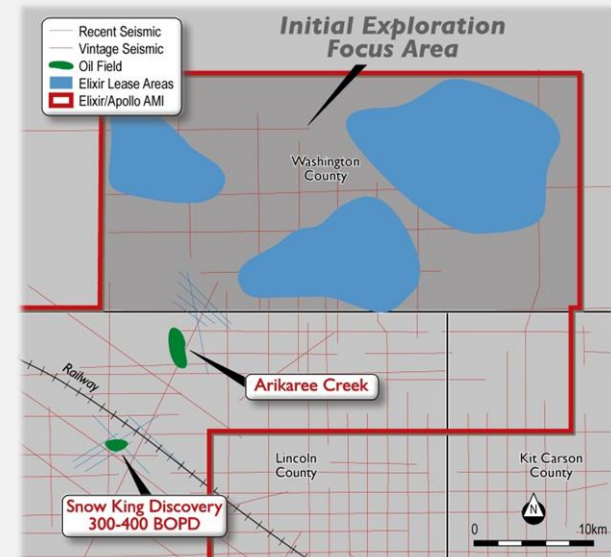 Recent Seismic
Vintage Seismic
Oil Field
Elixir Lease Areas
Elixir/Apollo AMI
Initial Exploration
Focus Area
Washington
County
Arikaree Creek
Railway
Snow King Discovery
300-400 BOPD
Lincoln
County
Kit Carson
County
N
0 10km